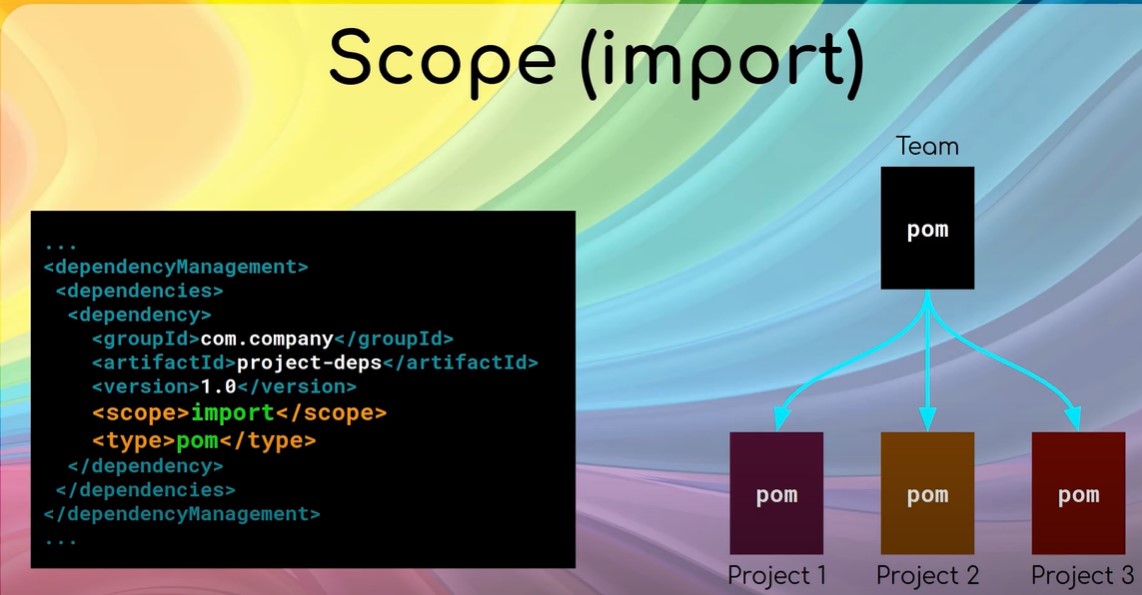 Scope (import)
...
<dependencyManagement>
<dependencies>
<dependency>
<groupId>com.company</groupId>
<artifactId>project-deps</artifactId>
<version>1.0</version>
<scope>import</scope>
<type>pom</type>
</dependency>
</dependencies>
</dependencyManagement>
...
Team
pom
pom
pom
pom
Project 1
Project 2
Project 3